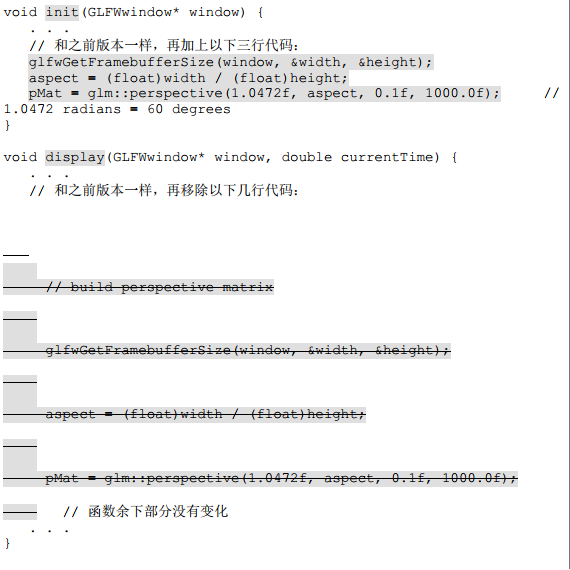 void init(GLFWwindow* window) {
. . .
// 和之前版本一样，再加上以下三行代码：
glfwGetFramebufferSize(window, &width, &height);
aspect = (float)width / (float)height;
pMat = glm::perspective(1.0472f, aspect, 0.1f, 1000.0f);     //
1.0472 radians = 60 degrees
}
void display(GLFWwindow* window, double currentTime) {
. . .
// 和之前版本一样，再移除以下几行代码：
// build perspective matrix
glfwGetFramebufferSize(window, &width, &height);
aspect = (float)width / (float)height;
pMat = glm::perspective(1.0472f, aspect, 0.1f, 1000.0f);
// 函数余下部分没有变化
. . .
}